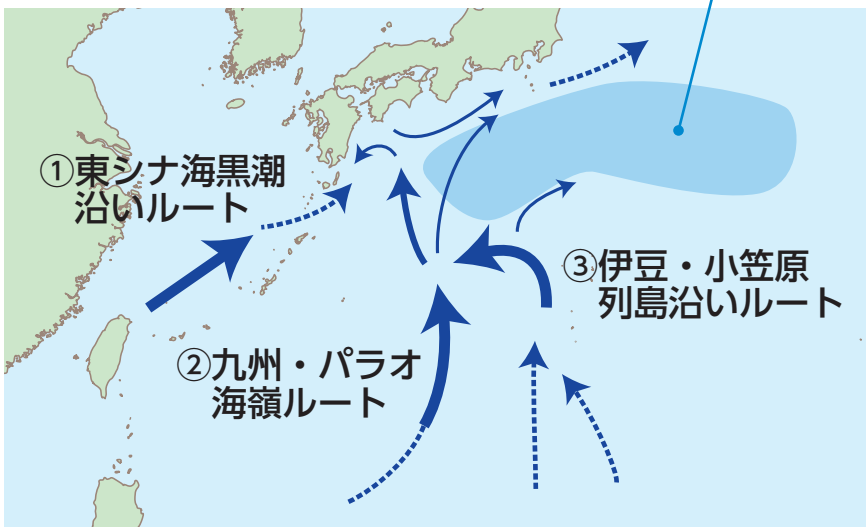 ①東シナ海黒潮
沿いルート
②九州・パラオ
海嶺ルート
③伊豆・小笠原
列島沿いルート